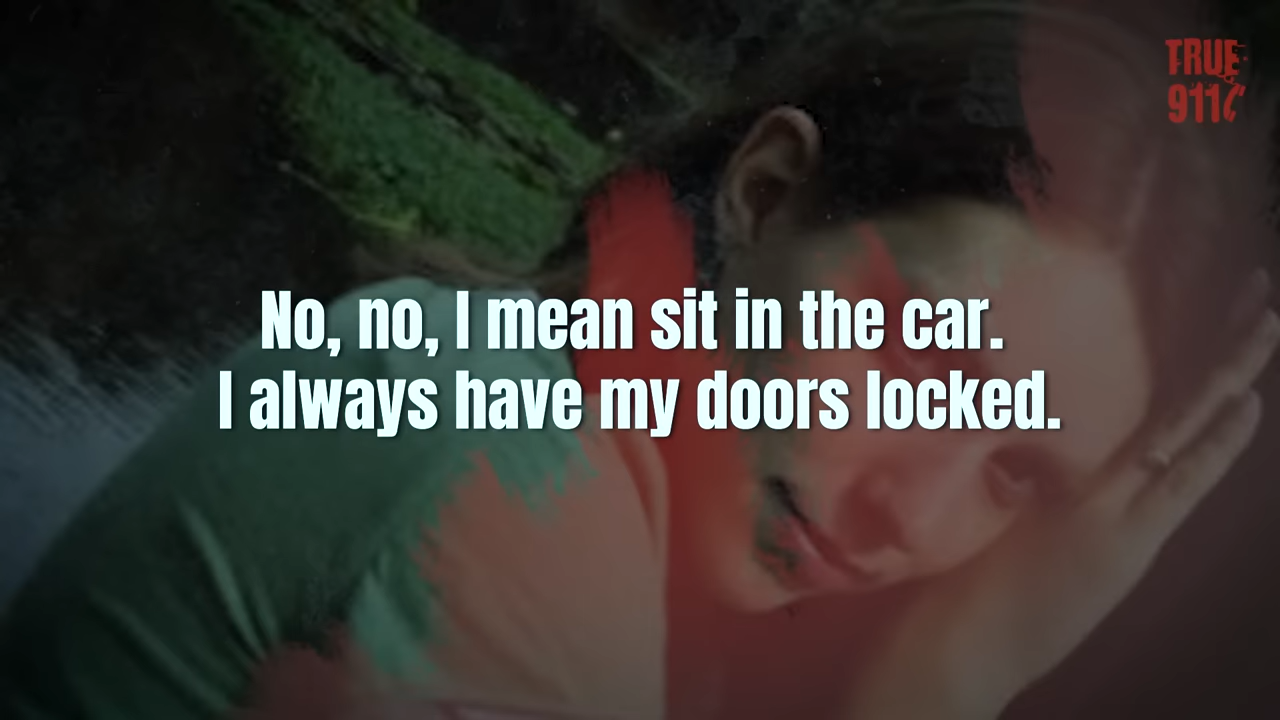 TRUE
911
No, no, I mean sit in the car.
I always have my doors locked.